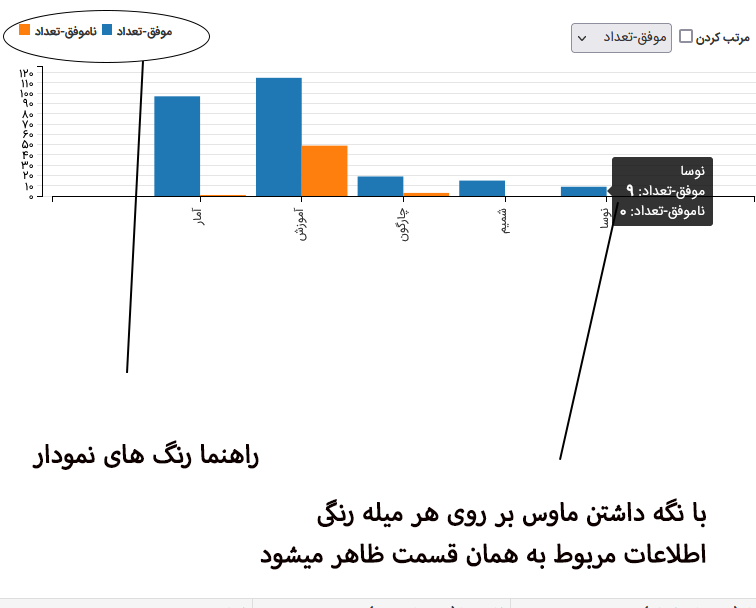 موفق-تعداد ناموفق-تعداد
مرتب کردن موفق-تعداد
۱۲۰
۱۱۰
۱۰۰
۹۰
۸۰
۷۰
۶۰
۵۰
۴۰
۳۰
۲۰
۱۰
۰
آمار
آموزش
چارگون
شمیم
نوسا
نوسا
موفق-تعداد: ۹
ناموفق-تعداد: ۰
راهنما رنگ های نمودار
با نگه داشتن ماوس بر روی هر میله رنگی
اطلاعات مربوط به همان قسمت ظاهر میشود